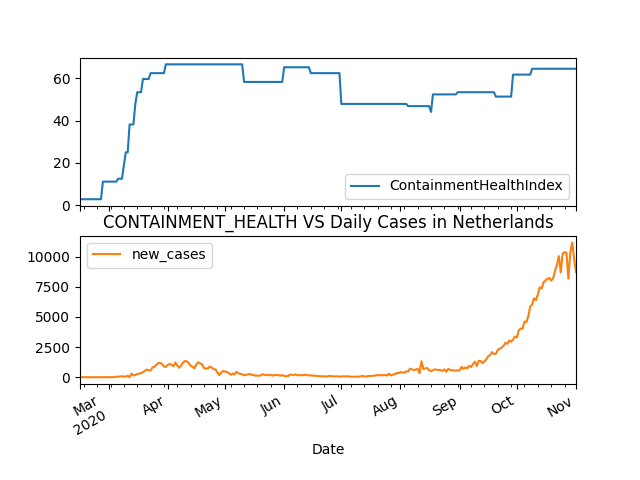 60
40
20
0
ContainmentHealthIndex
CONTAINMENT_HEALTH VS Daily Cases in Netherlands
new_cases
10000
7500
5000
2500
0
Mar Apr May Jun Jul Aug Sep Oct Nov
2020
Date